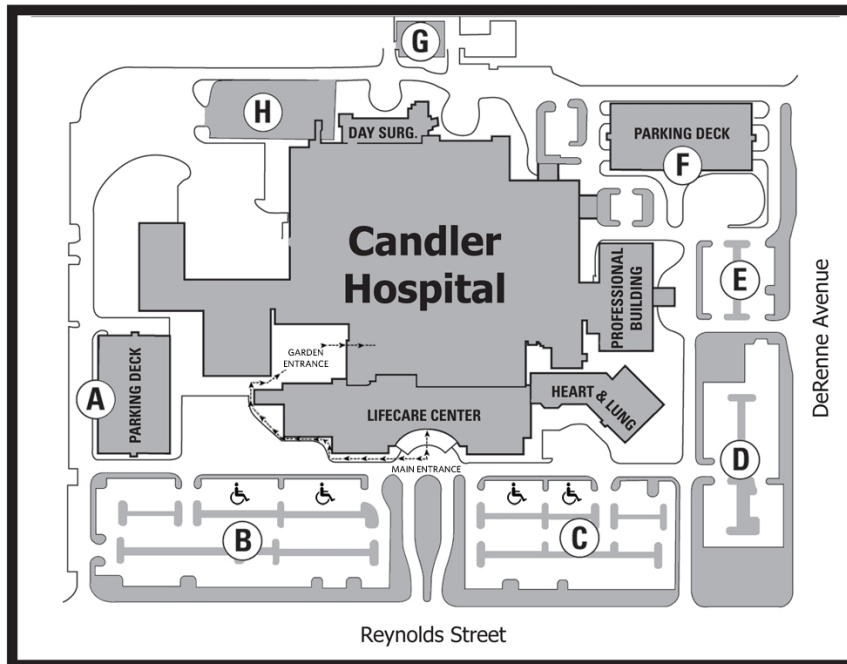 G
H
DAY SURG.
PARKING DECK
F
Candler
Hospital
PROFESSIONAL
BUILDING
E
DeRenne Avenue
GARDEN
ENTRANCE
PARKING DECK
A
HEART & LUNG
LIFECARE CENTER
MAIN ENTRANCE
D
B
C
Reynolds Street